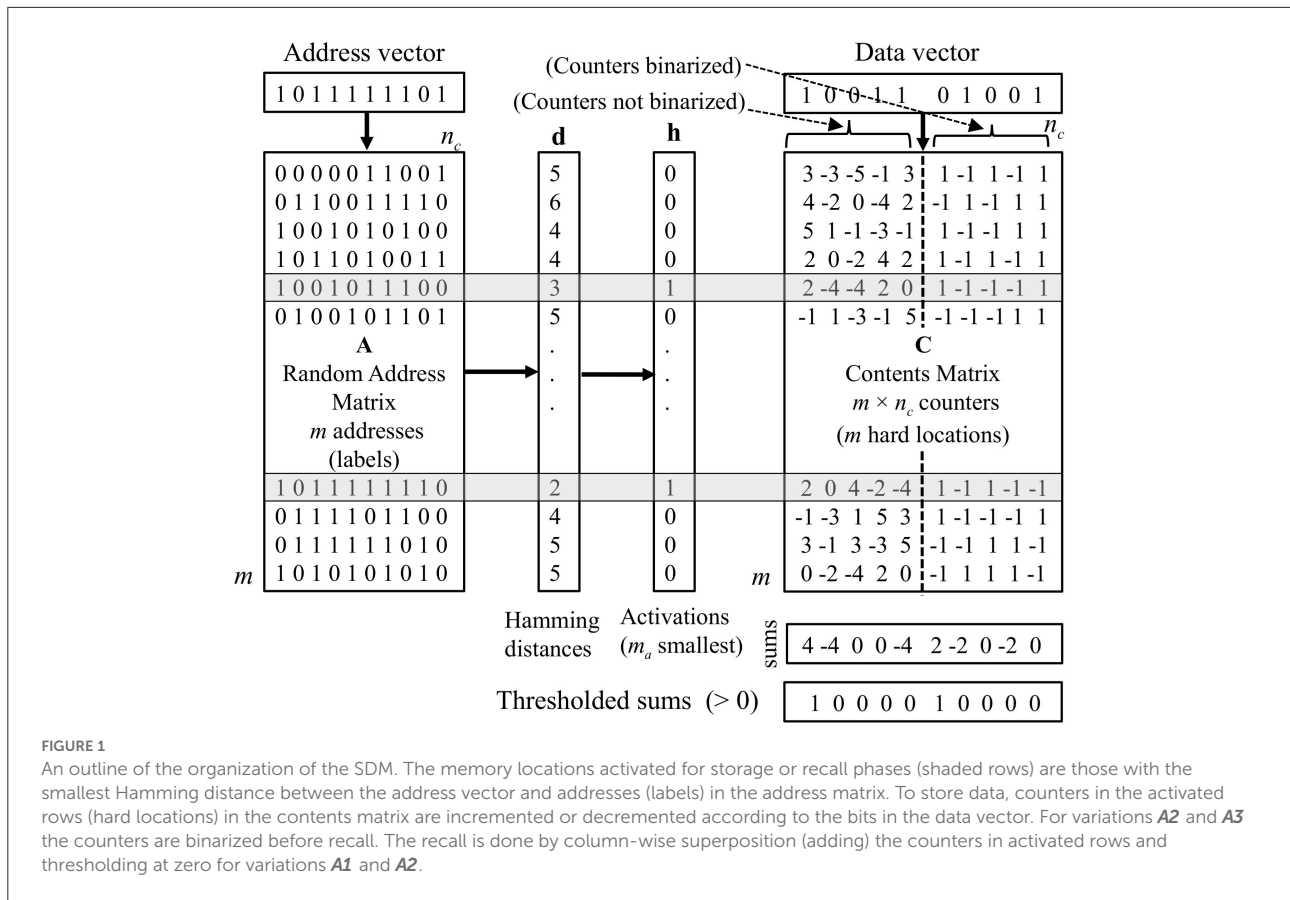 Address vector
Data vector
(Counters binarized)
(Counters not binarized)
1 0 1 1 1 1 1 1 0 1
1 0 0 1 1 0 1 0 0 1
n_c d h n_c
0 0 0 0 0 1 1 0 0 1 5 0 3 -3 -5 -1 3 1 -1 1 -1 1
0 1 1 0 0 1 1 1 1 0 6 0 4 -2 0 -4 2 -1 1 -1 1 1
1 0 0 1 0 1 0 1 0 0 4 0 5 1 -1 -3 -1 1 -1 -1 1 1
1 0 1 1 0 1 0 0 1 1 4 0 2 0 -2 4 2 1 -1 1 -1 1
1 0 0 1 0 1 1 1 0 0 3 1 2 -4 -4 2 0 1 -1 -1 -1 1
0 1 0 0 1 0 1 1 0 1 5 0 -1 1 -3 -1 5 -1 -1 -1 1 1
A . . C
Random Address
Matrix
m addresses
(labels)
. .
. .
Contents Matrix
m × n_c counters
(m hard locations)
1 0 1 1 1 1 1 1 1 0 2 1 2 0 4 -2 -4 1 -1 1 -1 -1
0 1 1 1 1 0 1 1 0 0 4 0 -1 -3 1 5 3 1 -1 -1 -1 1
0 1 1 1 1 1 1 0 1 0 5 0 3 -1 3 -3 5 -1 -1 1 1 -1
m 1 0 1 0 1 0 1 0 1 0 5 0 m 0 -2 -4 2 0 -1 1 1 1 -1
Hamming
distances
Activations
(m_a smallest)
sums
4 -4 0 0 -4 2 -2 0 -2 0
Thresholded sums (> 0) 1 0 0 0 0 1 0 0 0 0
FIGURE 1
An outline of the organization of the SDM. The memory locations activated for storage or recall phases (shaded rows) are those with the
smallest Hamming distance between the address vector and addresses (labels) in the address matrix. To store data, counters in the activated
rows (hard locations) in the contents matrix are incremented or decremented according to the bits in the data vector. For variations A2 and A3
the counters are binarized before recall. The recall is done by column-wise superposition (adding) the counters in activated rows and
thresholding at zero for variations A1 and A2.